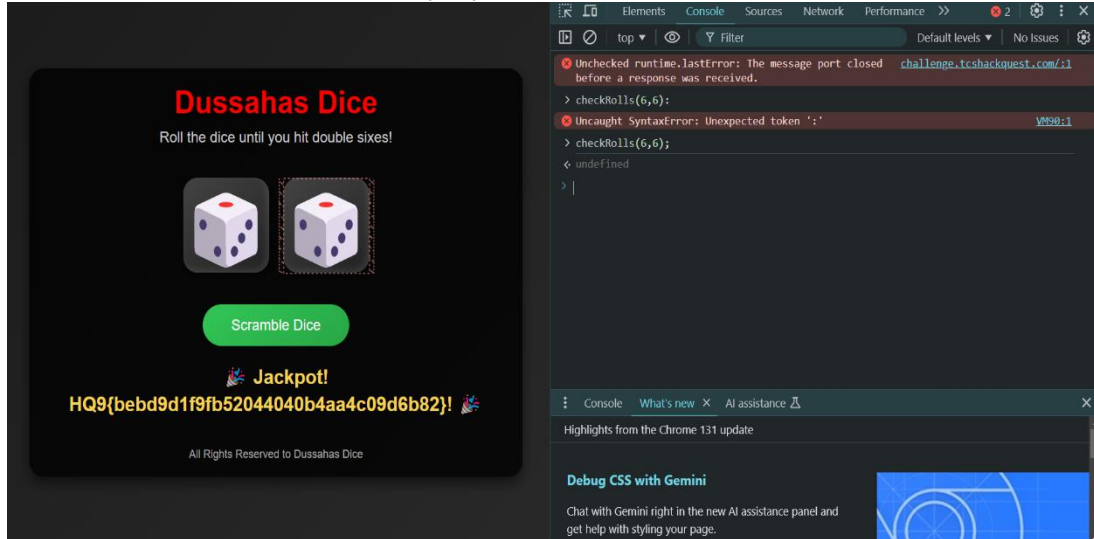 Dussahas Dice
Roll the dice until you hit double sixes!
Scramble Dice
🎉 Jackpot!
HQ9{bebd9d1f9fb52044040b4aa4c09d6b82}! 🎉
All Rights Reserved to Dussahas Dice
Elements Console Sources Network Performance >> 2
top ▼ Filter Default levels ▼ No Issues
Unchecked runtime.lastError: The message port closed challenge.tcshackquest.com/:1
before a response was received.
> checkRolls(6,6):
Uncaught SyntaxError: Unexpected token ':' VM90:1
> checkRolls(6,6);
undefined
>
Console What's new × AI assistance
Highlights from the Chrome 131 update
Debug CSS with Gemini
Chat with Gemini right in the new AI assistance panel and
get help with styling your page.